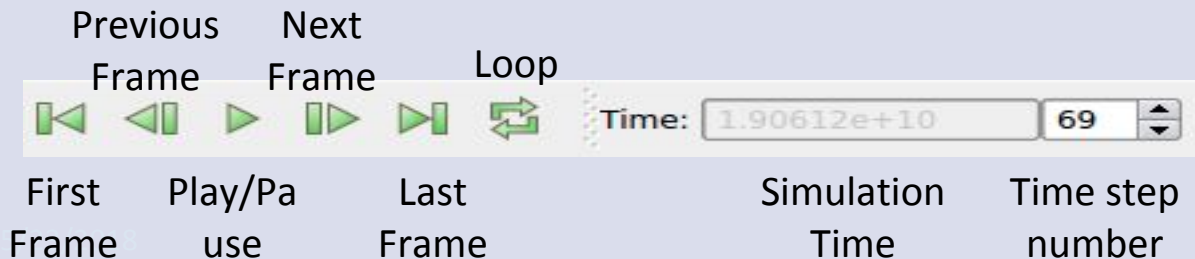 Previous Next
Frame Frame Loop
Time: 1.90612e+10 69
First Play/Pa Last Simulation Time step
Frame use Frame Time number